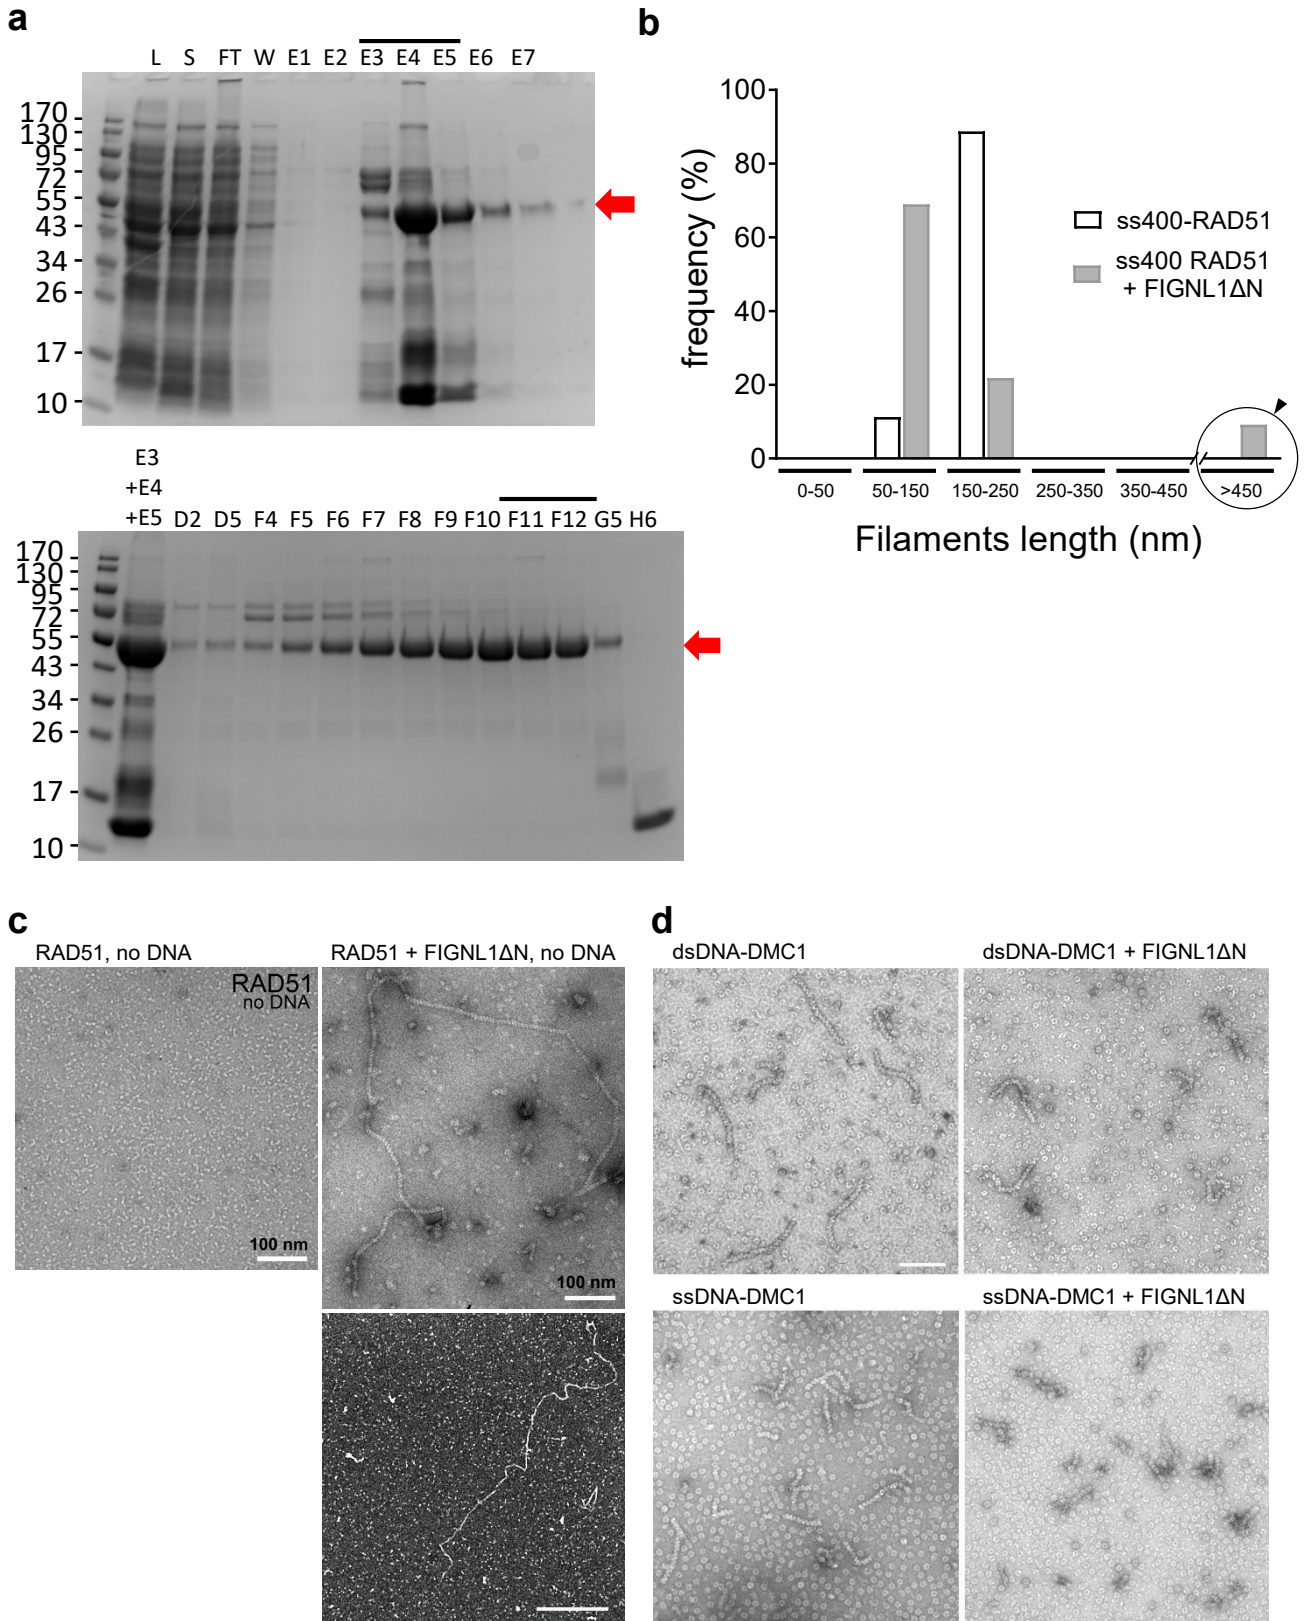 a
L S FT W E1 E2 E3 E4 E5 E6 E7
170
130
95
72
55
43
34
26
17
10
E3
+E4
+E5 D2 D5 F4 F5 F6 F7 F8 F9 F10 F11 F12 G5 H6
170
130
95
72
55
43
34
26
17
10
b
100
80
60
40
20
0
frequency (%)
ss400-RAD51
ss400 RAD51
+ FIGNL1ΔN
0-50 50-150 150-250 250-350 350-450 >450
Filaments length (nm)
c
RAD51, no DNA RAD51 + FIGNL1ΔN, no DNA
RAD51
no DNA
100 nm
100 nm
d
dsDNA-DMC1 dsDNA-DMC1 + FIGNL1ΔN
ssDNA-DMC1 ssDNA-DMC1 + FIGNL1ΔN